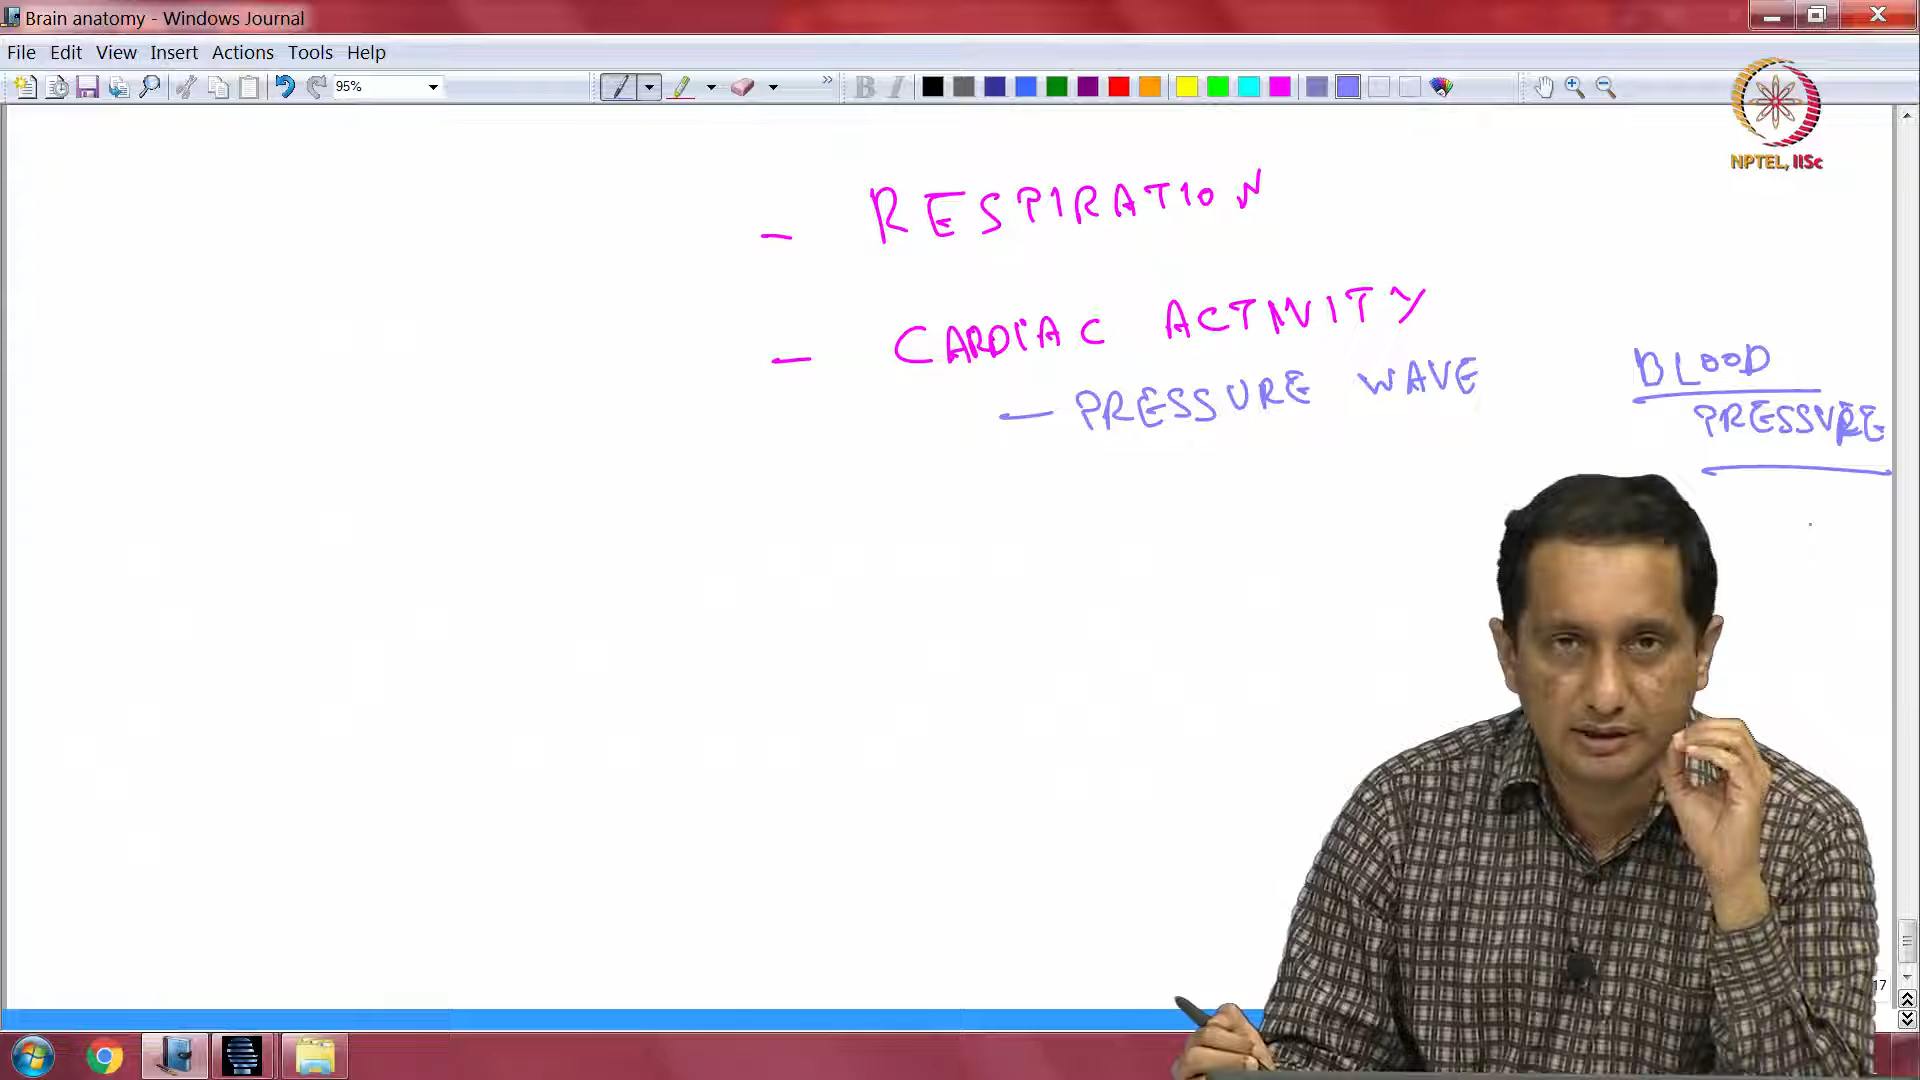 Brain anatomy - Windows Journal
File Edit View Insert Actions Tools Help
95%
B I
NPTEL, IISc
- RESPIRATION
- CARDIAC ACTIVITY
- PRESSURE WAVE
BLOOD
PRESSURE
17